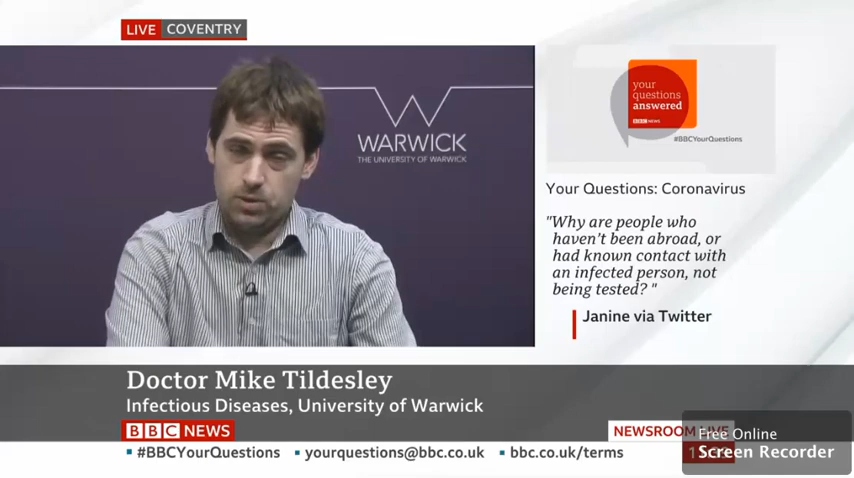 LIVE COVENTRY
WARWICK
THE UNIVERSITY OF WARWICK
your
questions
answered
BBC NEWS
#BBCYourQuestions
Your Questions: Coronavirus
"Why are people who
haven't been abroad, or
had known contact with
an infected person, not
being tested? "
Janine via Twitter
Doctor Mike Tildesley
Infectious Diseases, University of Warwick
BBC NEWS
NEWSROOM LIVE
Free Online
Screen Recorder
#BBCYourQuestions yourquestions@bbc.co.uk bbc.co.uk/terms